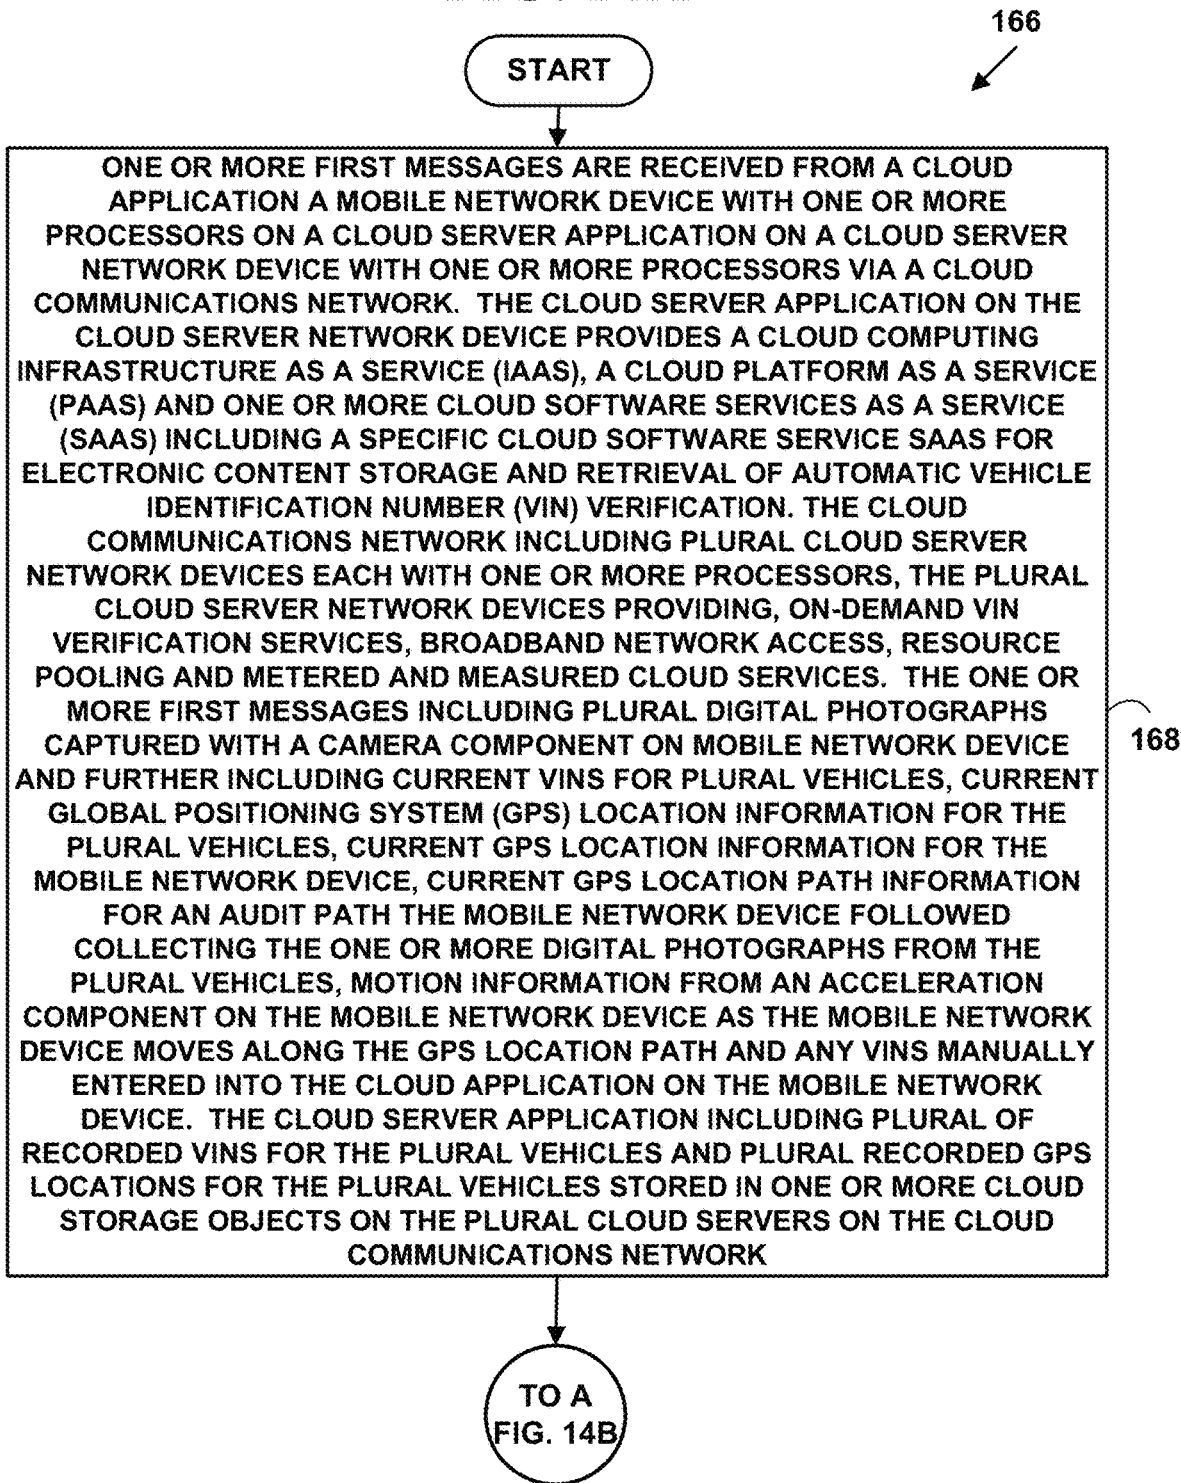 166
START
ONE OR MORE FIRST MESSAGES ARE RECEIVED FROM A CLOUD
APPLICATION A MOBILE NETWORK DEVICE WITH ONE OR MORE
PROCESSORS ON A CLOUD SERVER APPLICATION ON A CLOUD SERVER
NETWORK DEVICE WITH ONE OR MORE PROCESSORS VIA A CLOUD
COMMUNICATIONS NETWORK. THE CLOUD SERVER APPLICATION ON THE
CLOUD SERVER NETWORK DEVICE PROVIDES A CLOUD COMPUTING
INFRASTRUCTURE AS A SERVICE (IAAS), A CLOUD PLATFORM AS A SERVICE
(PAAS) AND ONE OR MORE CLOUD SOFTWARE SERVICES AS A SERVICE
(SAAS) INCLUDING A SPECIFIC CLOUD SOFTWARE SERVICE SAAS FOR
ELECTRONIC CONTENT STORAGE AND RETRIEVAL OF AUTOMATIC VEHICLE
IDENTIFICATION NUMBER (VIN) VERIFICATION. THE CLOUD
COMMUNICATIONS NETWORK INCLUDING PLURAL CLOUD SERVER
NETWORK DEVICES EACH WITH ONE OR MORE PROCESSORS, THE PLURAL
CLOUD SERVER NETWORK DEVICES PROVIDING, ON-DEMAND VIN
VERIFICATION SERVICES, BROADBAND NETWORK ACCESS, RESOURCE
POOLING AND METERED AND MEASURED CLOUD SERVICES. THE ONE OR
MORE FIRST MESSAGES INCLUDING PLURAL DIGITAL PHOTOGRAPHS
CAPTURED WITH A CAMERA COMPONENT ON MOBILE NETWORK DEVICE
AND FURTHER INCLUDING CURRENT VINS FOR PLURAL VEHICLES, CURRENT
GLOBAL POSITIONING SYSTEM (GPS) LOCATION INFORMATION FOR THE
PLURAL VEHICLES, CURRENT GPS LOCATION INFORMATION FOR THE
MOBILE NETWORK DEVICE, CURRENT GPS LOCATION PATH INFORMATION
FOR AN AUDIT PATH THE MOBILE NETWORK DEVICE FOLLOWED
COLLECTING THE ONE OR MORE DIGITAL PHOTOGRAPHS FROM THE
PLURAL VEHICLES, MOTION INFORMATION FROM AN ACCELERATION
COMPONENT ON THE MOBILE NETWORK DEVICE AS THE MOBILE NETWORK
DEVICE MOVES ALONG THE GPS LOCATION PATH AND ANY VINS MANUALLY
ENTERED INTO THE CLOUD APPLICATION ON THE MOBILE NETWORK
DEVICE. THE CLOUD SERVER APPLICATION INCLUDING PLURAL OF
RECORDED VINS FOR THE PLURAL VEHICLES AND PLURAL RECORDED GPS
LOCATIONS FOR THE PLURAL VEHICLES STORED IN ONE OR MORE CLOUD
STORAGE OBJECTS ON THE PLURAL CLOUD SERVERS ON THE CLOUD
COMMUNICATIONS NETWORK
168
TO A
FIG. 14B